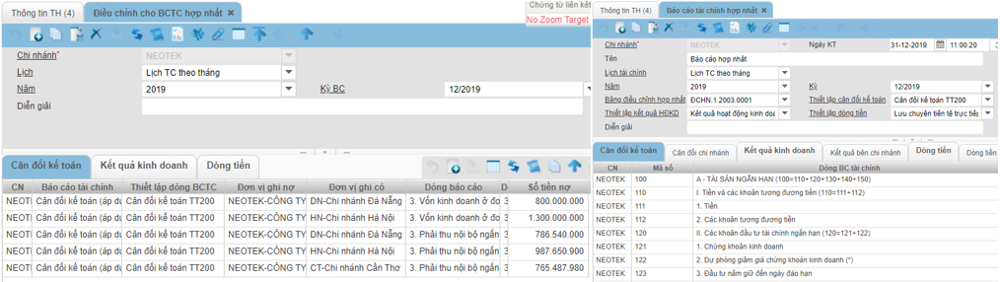 Thông tin TH (4)
Điều chỉnh cho BCTC hợp nhất
Chứng từ liên kết
No Zoom Target
Chi nhánh*
NEOTEK
Lịch
Lịch TC theo tháng
Năm
2019
Kỳ BC
12/2019
Diễn giải
Cân đối kế toán
Kết quả kinh doanh
Dòng tiền
CN Báo cáo tài chính Thiết lập dòng BCTC Đơn vị ghi nợ Đơn vị ghi có Dòng báo cáo Số tiền nợ
NEOT Cân đối kế toán (áp dụ Cân đối kế toán TT200 NEOTEK-CÔNG TY DN-Chi nhánh Đà Nẵng 3. Vốn kinh doanh ở đơ 3 800.000.000
NEOT Cân đối kế toán (áp dụ Cân đối kế toán TT200 NEOTEK-CÔNG TY HN-Chi nhánh Hà Nội 3. Vốn kinh doanh ở đơ 3 1.300.000.000
NEOT Cân đối kế toán (áp dụ Cân đối kế toán TT200 NEOTEK-CÔNG TY DN-Chi nhánh Đà Nẵng 3. Phải thu nội bộ ngắn 3 786.540.000
NEOT Cân đối kế toán (áp dụ Cân đối kế toán TT200 NEOTEK-CÔNG TY HN-Chi nhánh Hà Nội 3. Phải thu nội bộ ngắn 3 987.650.900
NEOT Cân đối kế toán (áp dụ Cân đối kế toán TT200 NEOTEK-CÔNG TY CT-Chi nhánh Cần Thơ 3. Phải thu nội bộ ngắn 3 765.487.980
Thông tin TH (4)
Báo cáo tài chính hợp nhất
Chi nhánh*
NEOTEK
Ngày KT
31-12-2019
11:00:20
Tên
Báo cáo hợp nhất
Lịch tài chính
Lịch TC theo tháng
Năm
2019
Kỳ
12/2019
Bảng điều chỉnh hợp nhất
ĐCHN.1.2003.0001
Thiết lập cân đối kế toán
Cân đối kế toán TT200
Thiết lập kết quả HĐKD
Kết quả hoạt động kinh doa
Thiết lập dòng tiền
Lưu chuyển tiền tệ trực tiếp
Diễn giải
Cân đối kế toán
Cân đối chi nhánh
Kết quả kinh doanh
Kết quả bên chi nhánh
Dòng tiền
Dòng tiền
CN Mã số Dòng BC tài chính
NEOTEK 100 A - TÀI SẢN NGẮN HẠN (100=110+120+130+140+150)
NEOTEK 110 I. Tiền và các khoản tương đương tiền (110=111+112)
NEOTEK 111 1. Tiền
NEOTEK 112 2. Các khoản tương đương tiền
NEOTEK 120 II. Các khoản đầu tư tài chính ngắn hạn (120=121+122)
NEOTEK 121 1. Chứng khoán kinh doanh
NEOTEK 122 2. Dự phòng giảm giá chứng khoán kinh doanh (*)
NEOTEK 123 3. Đầu tư nắm giữ đến ngày đáo hạn